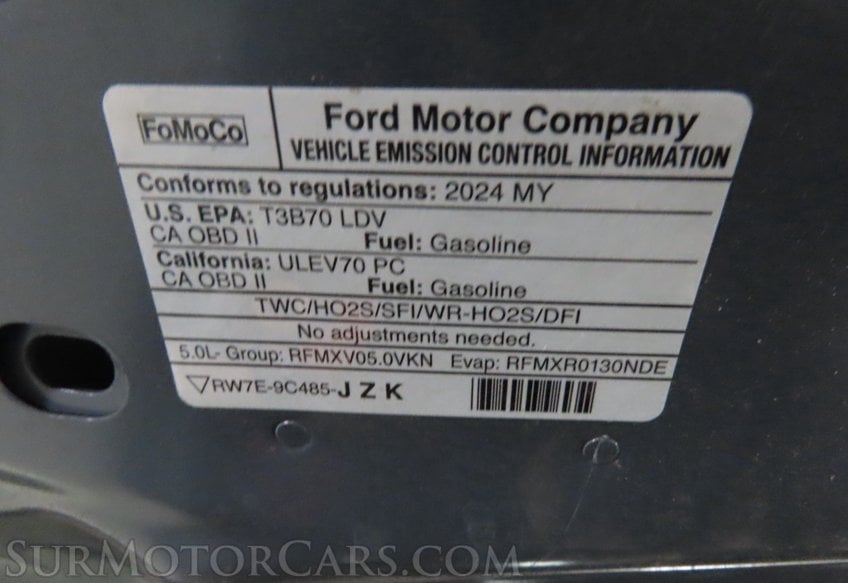 FoMoCo
Ford Motor Company
VEHICLE EMISSION CONTROL INFORMATION
Conforms to regulations: 2024 MY
U.S. EPA: T3B70 LDV
CA OBD II Fuel: Gasoline
California: ULEV70 PC
CA OBD II Fuel: Gasoline
TWC/HO2S/SFI/WR-HO2S/DFI
No adjustments needed.
5.0L- Group: RFMXV05.0VKN Evap: RFMXR0130NDE
▽RW7E-9C485-J Z K
SurMotorCars.com